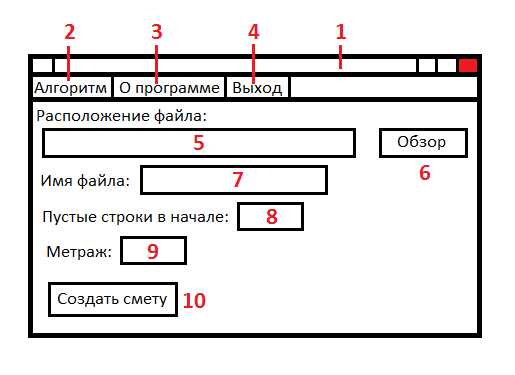 2 3 4 1
Алгоритм О программе Выход
Расположение файла:
5 Обзор
6
Имя файла: 7
Пустые строки в начале: 8
Метраж: 9
Создать смету 10